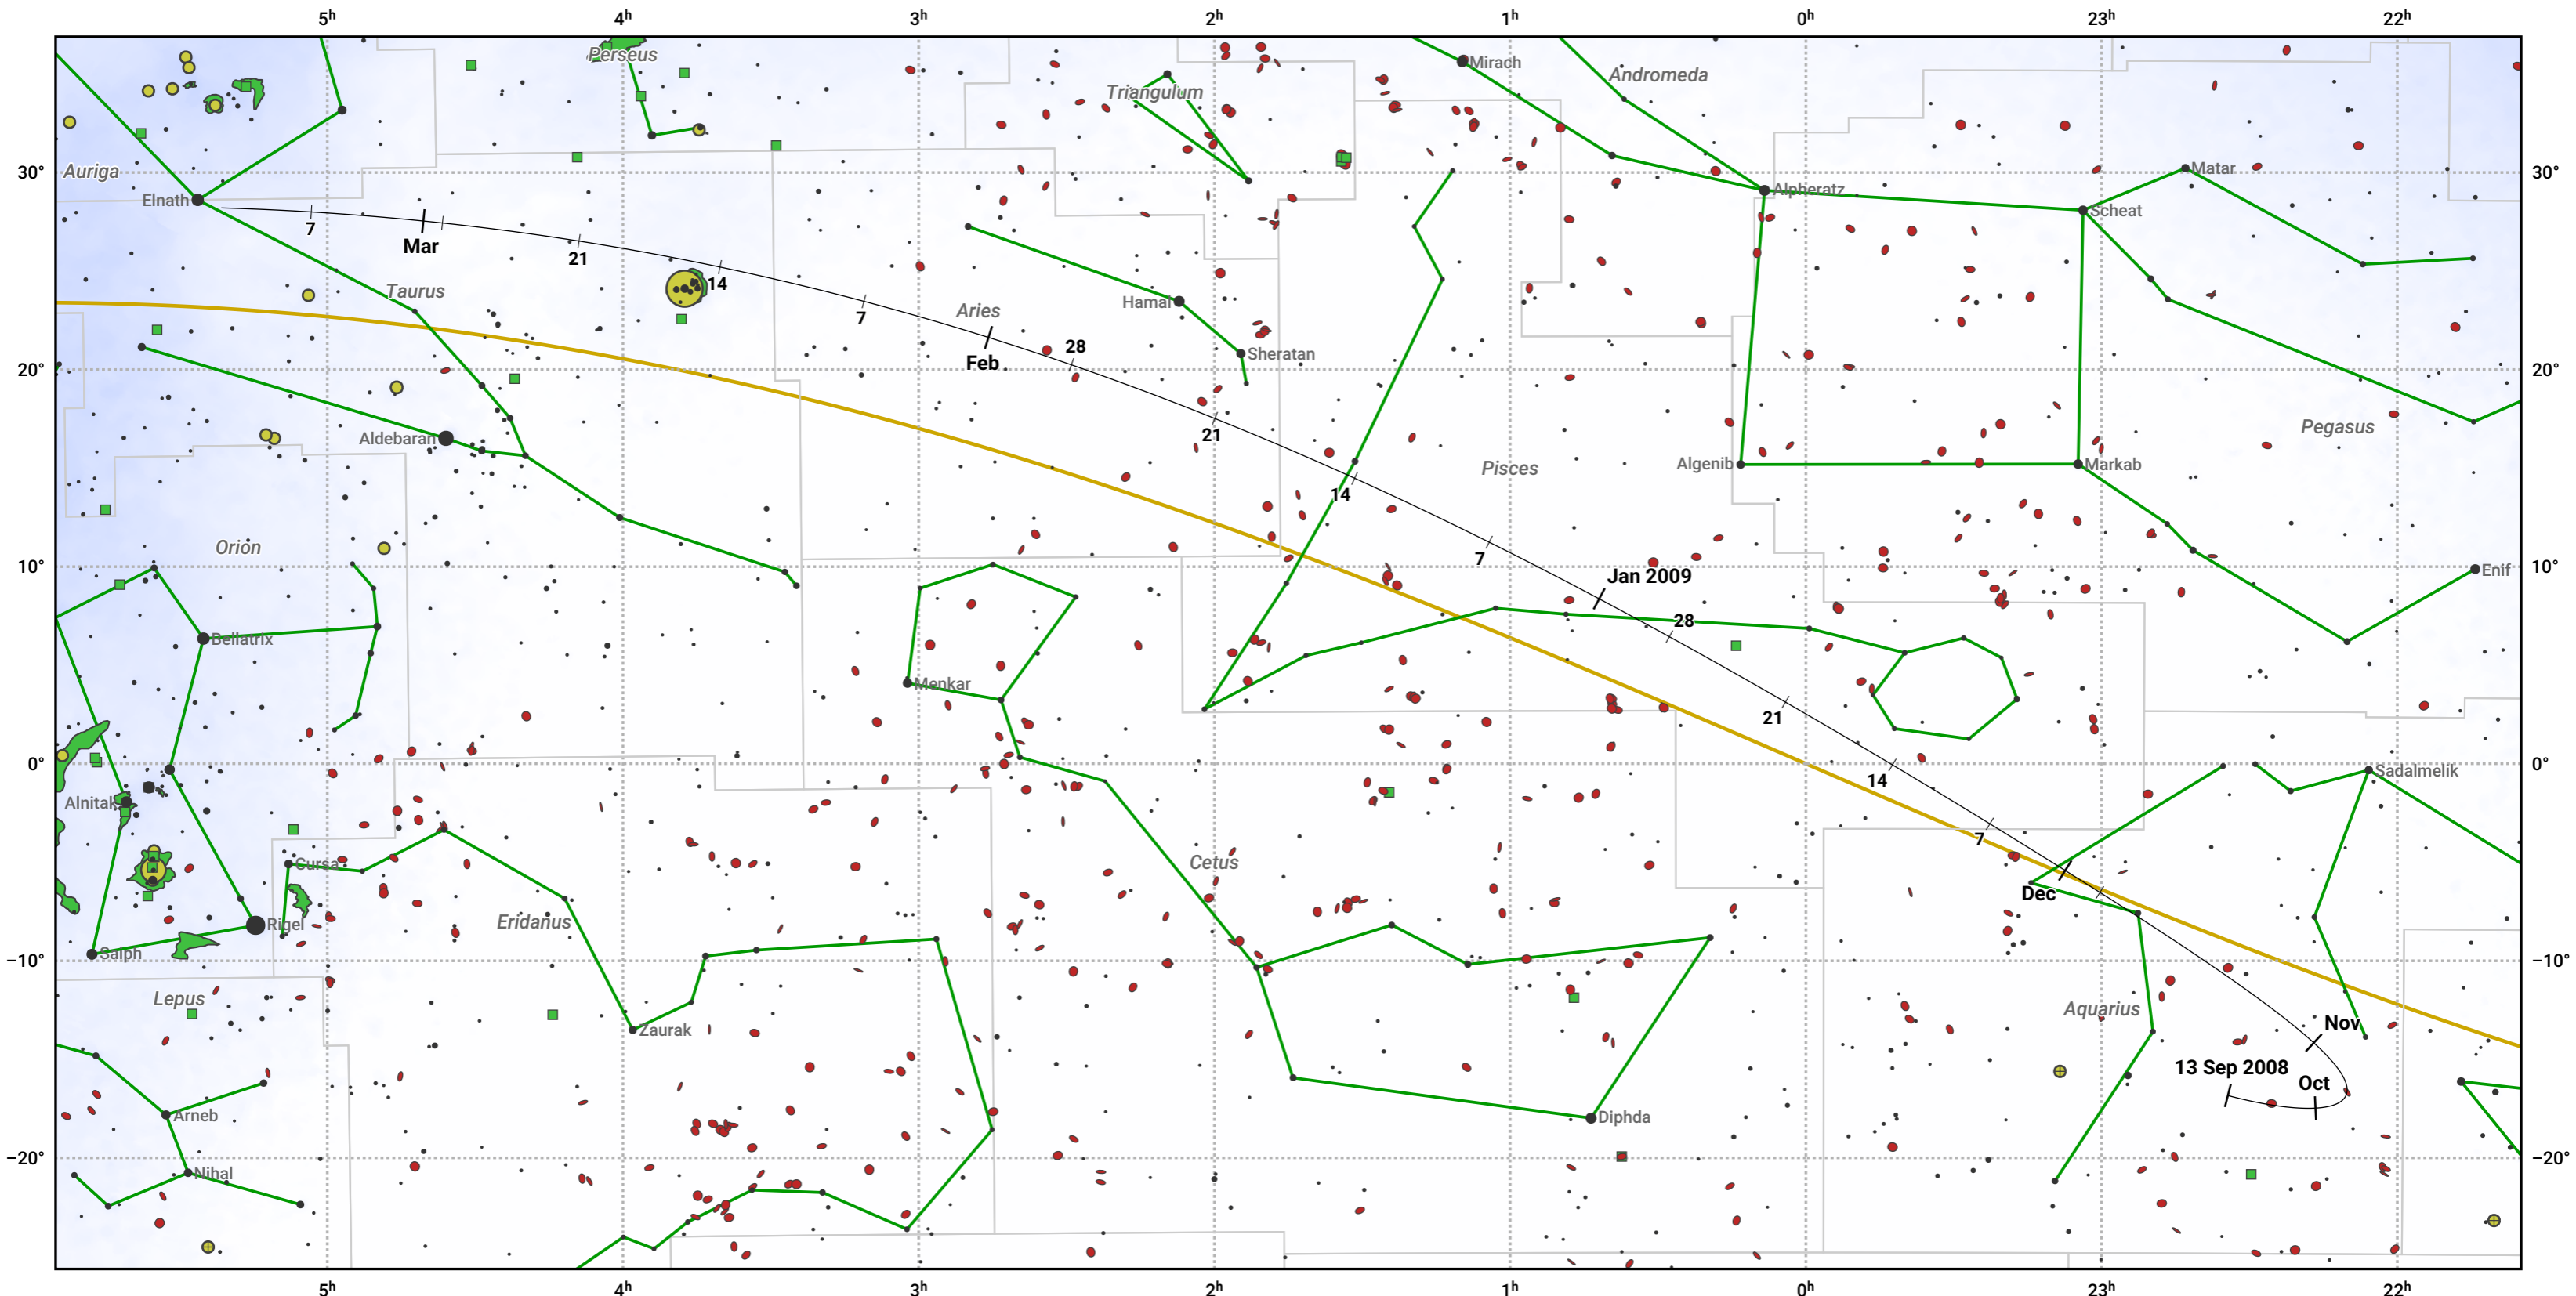 5h 4h 3h 2h 1h 0h 23h 22h
Perseus
Mirach
Andromeda
Triangulum
Auriga
30° 30°
Matar
Alpheratz
Elnath
Scheat
7
Mar
21
14
Taurus
Hamal
Aries
7
Feb
28
Sheratan
20° 20°
Pegasus
21
Aldebaran
Pisces
Algenib
Markab
14
Orion
7
Jan 2009
10° 10°
Enif
28
Bellatrix
Menkar
21
0° 0°
Sadalmelik
14
Alnitak
7
Cursa
Cetus
Dec
Eridanus
Rigel
Saiph
−10° −10°
Lepus
Aquarius
Nov
Zaurak
13 Sep 2008
Oct
Arneb
Diphda
−20° −20°
Nihal
5h 4h 3h 2h 1h 0h 23h 22h